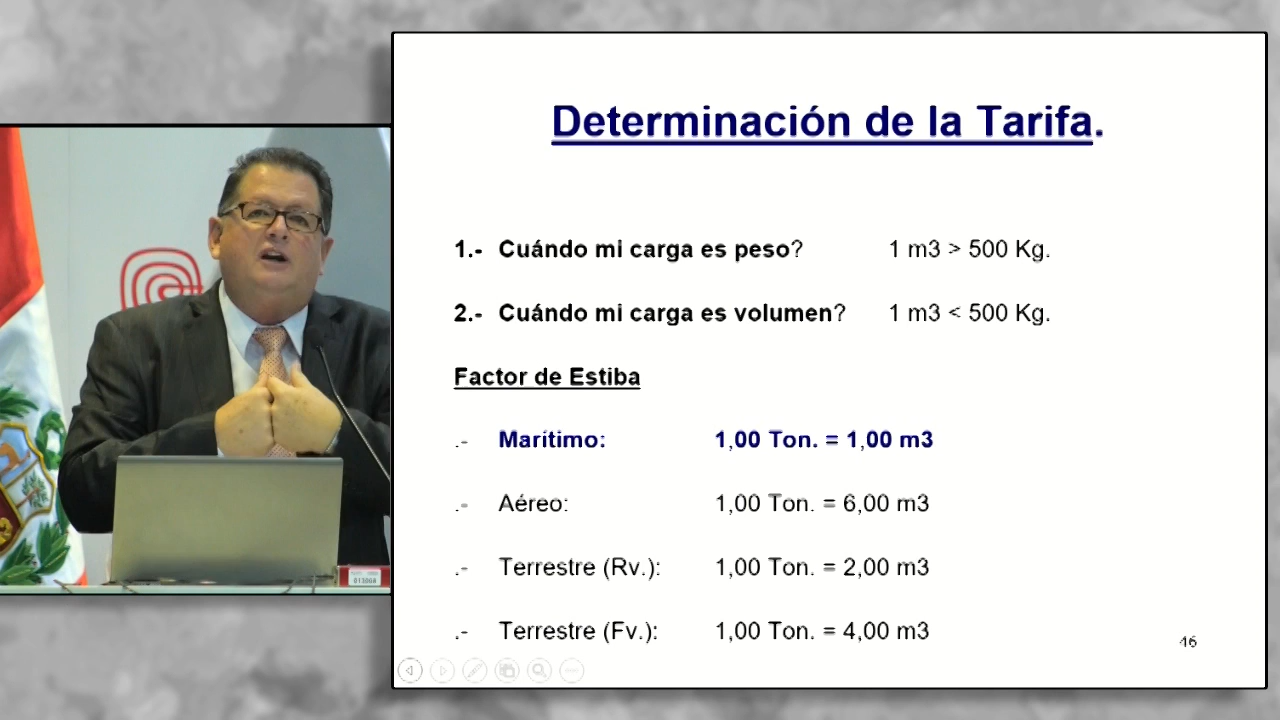 Determinación de la Tarifa.
1.- Cuándo mi carga es peso? 1 m3 > 500 Kg.
2.- Cuándo mi carga es volumen? 1 m3 < 500 Kg.
Factor de Estiba
.- Marítimo: 1,00 Ton. = 1,00 m3
.- Aéreo: 1,00 Ton. = 6,00 m3
.- Terrestre (Rv.): 1,00 Ton. = 2,00 m3
.- Terrestre (Fv.): 1,00 Ton. = 4,00 m3
46